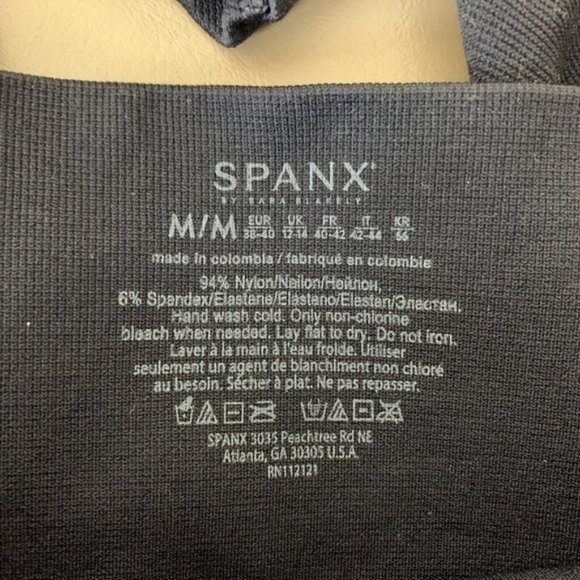 SPANX®
BY SARA BLAKELY
M/M EUR 38-40 UK 12-14 FR 40-42 IT 42-44 KR 66
made in colombia / fabriqué en colombie
94% Nylon/Nailon/Нейлон,
6% Spandex/Elastane/Elastano/Elastan/Эластан.
Hand wash cold. Only non-chlorine
bleach when needed. Lay flat to dry. Do not iron.
Laver à la main à l'eau froide. Utiliser
seulement un agent de blanchiment non chloré
au besoin. Sécher à plat. Ne pas repasser.
SPANX 3035 Peachtree Rd NE
Atlanta, GA 30305 U.S.A.
RN112121